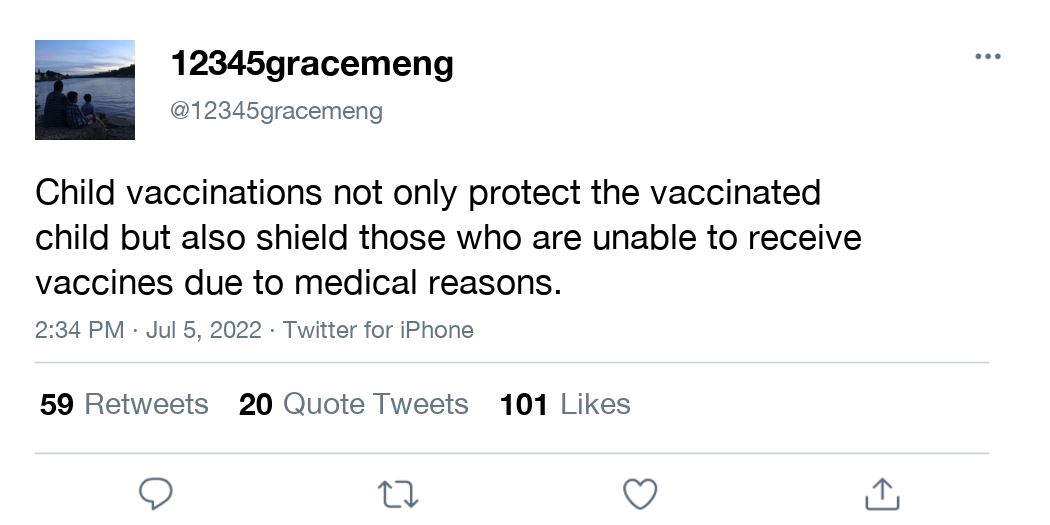 12345gracemeng
@12345gracemeng
Child vaccinations not only protect the vaccinated
child but also shield those who are unable to receive
vaccines due to medical reasons.
2:34 PM · Jul 5, 2022 · Twitter for iPhone
59 Retweets 20 Quote Tweets 101 Likes